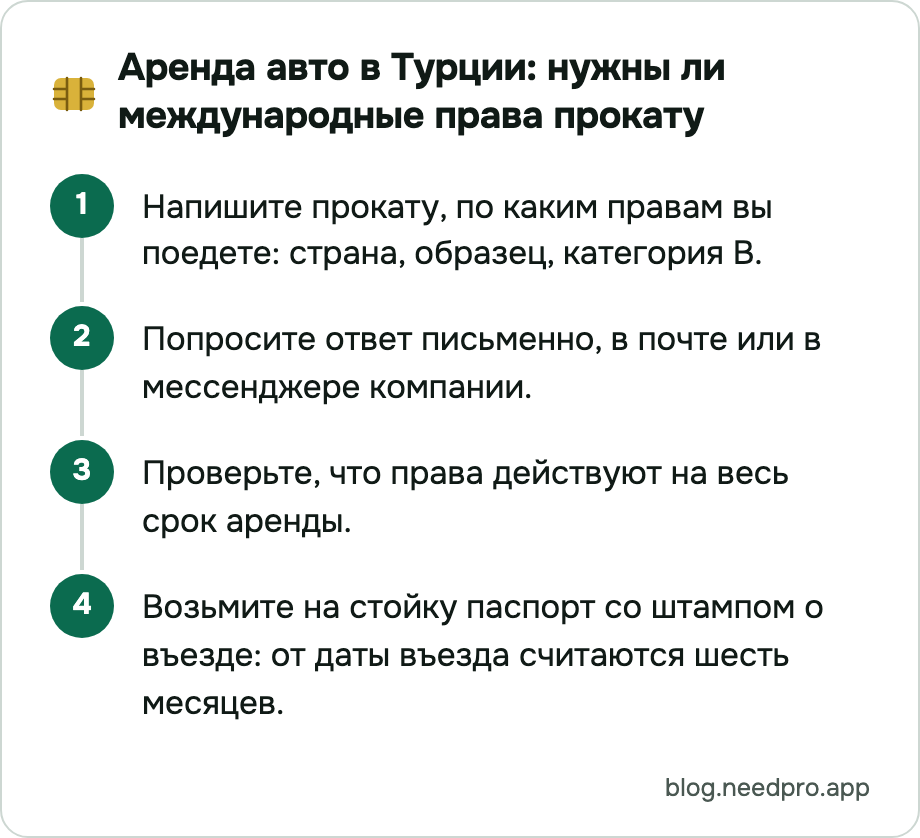 Аренда авто в Турции: нужны ли
международные права прокату
1
Напишите прокату, по каким правам вы
поедете: страна, образец, категория B.
2
Попросите ответ письменно, в почте или в
мессенджере компании.
3
Проверьте, что права действуют на весь
срок аренды.
4
Возьмите на стойку паспорт со штампом о
въезде: от даты въезда считаются шесть
месяцев.
blog.needpro.app